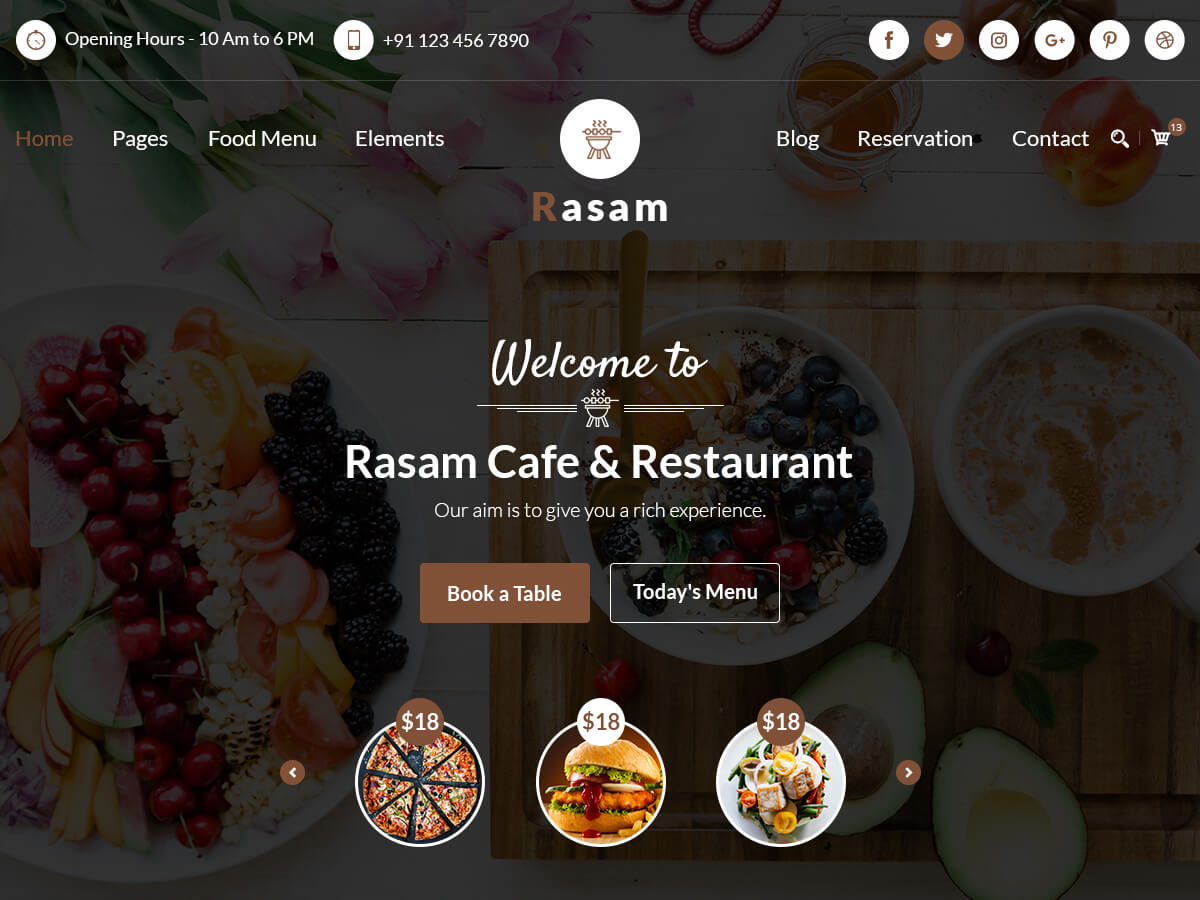 Opening Hours - 10 Am to 6 PM
+91 123 456 7890
f
G+
Home
Pages
Food Menu
Elements
Blog
Reservation
Contact
13
Rasam
Welcome to
Rasam Cafe & Restaurant
Our aim is to give you a rich experience.
Book a Table
Today's Menu
$18
$18
$18